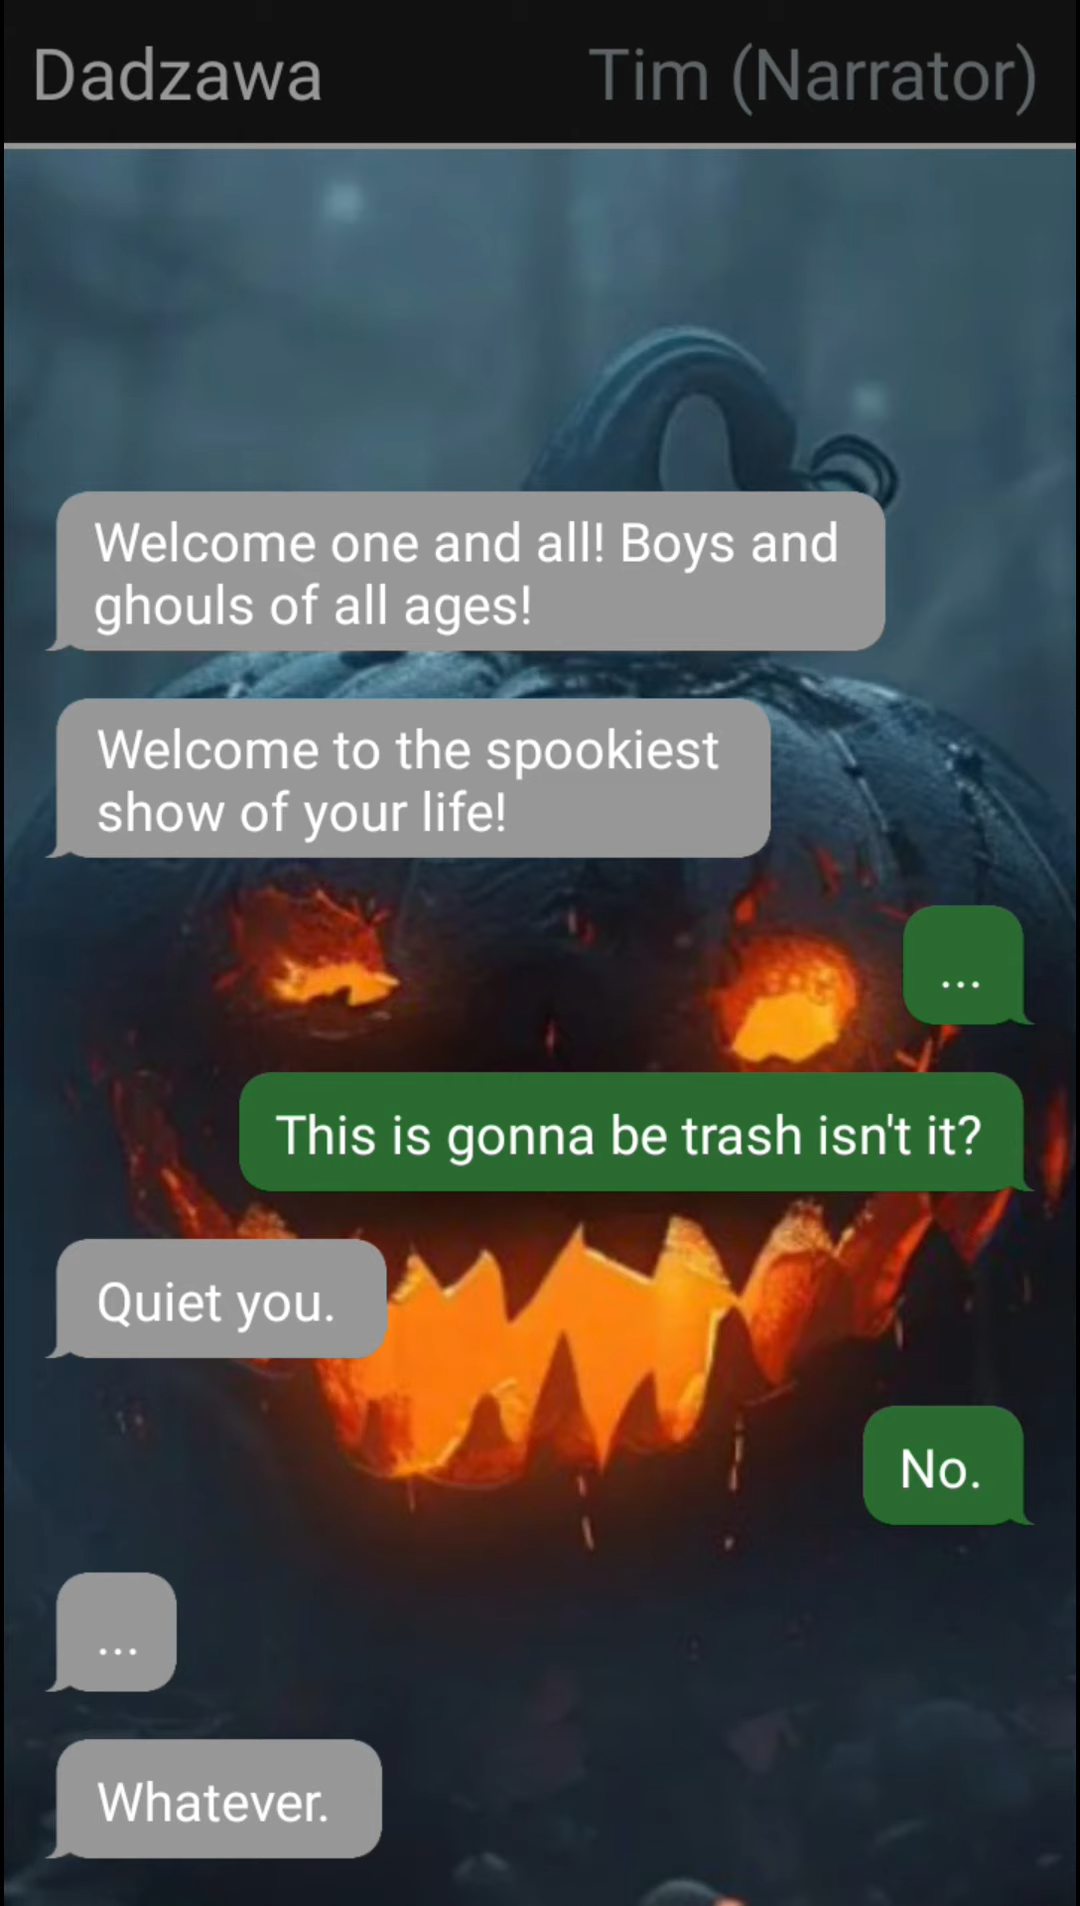 Dadzawa
Tim (Narrator)
Welcome one and all! Boys and
ghouls of all ages!
Welcome to the spookiest
show of your life!
...
This is gonna be trash isn't it?
Quiet you.
No.
...
Whatever.